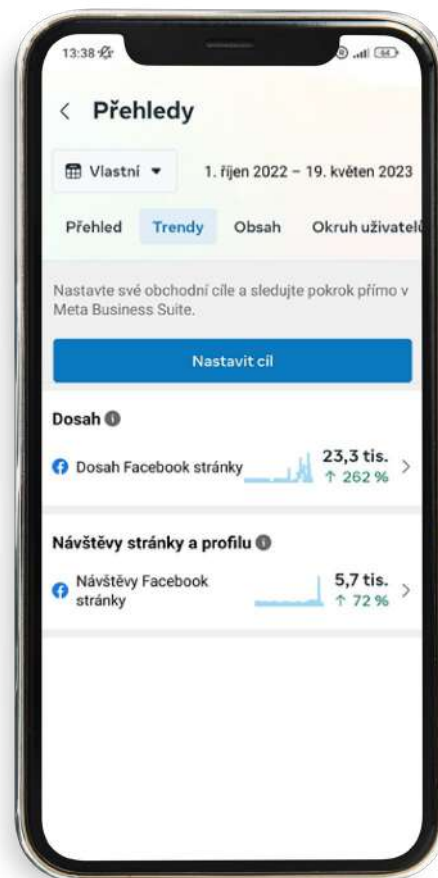 13:38
64
Přehledy
Vlastní
1. říjen 2022 – 19. květen 2023
Přehled Trendy Obsah Okruh uživatelů
Nastavte své obchodní cíle a sledujte pokrok přímo v
Meta Business Suite.
Nastavit cíl
Dosah
Dosah Facebook stránky
23,3 tis.
↑ 262 %
Návštěvy stránky a profilu
Návštěvy Facebook
stránky
5,7 tis.
↑ 72 %